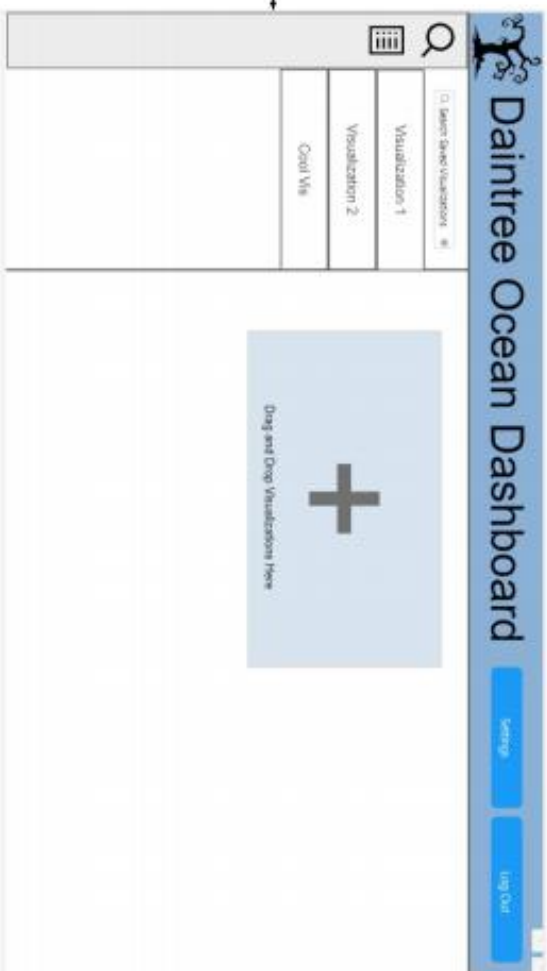 Daintree Ocean Dashboard
Settings
Log Out
Search Saved Visualizations
Visualization 1
Visualization 2
Cool Vis
Drag and Drop Visualizations Here